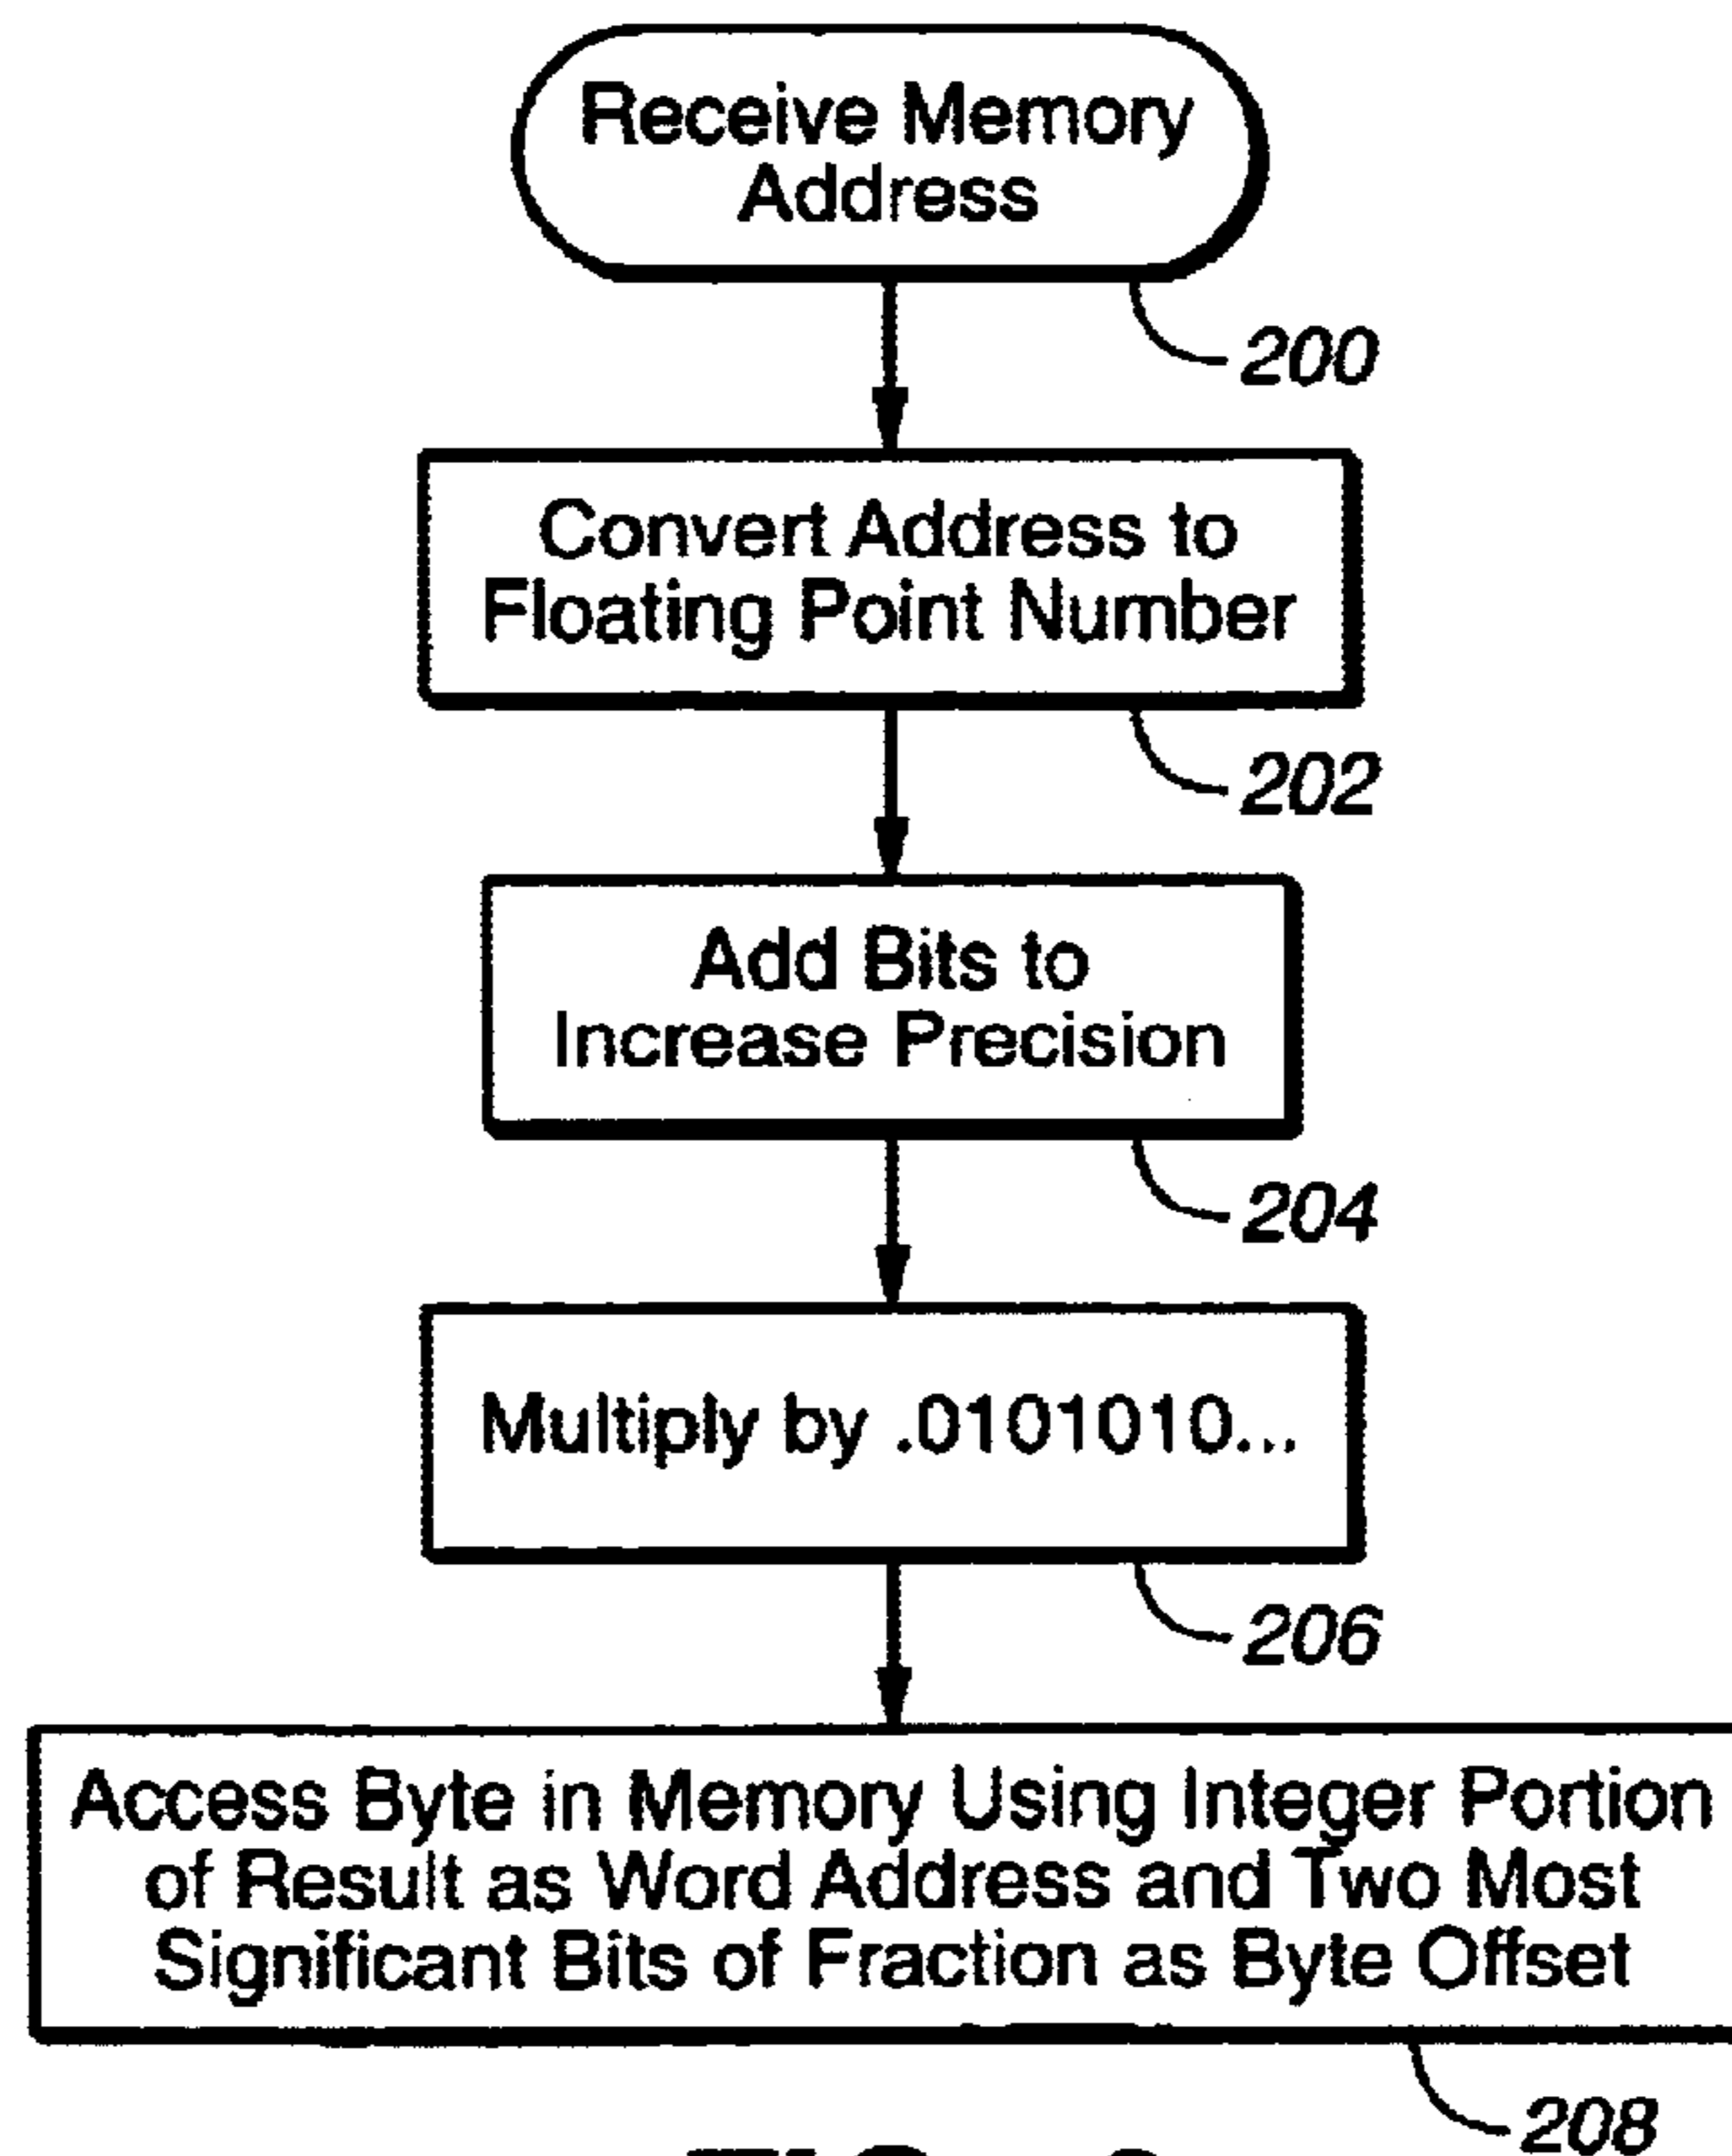 Receive Memory
Address
200
Convert Address to
Floating Point Number
202
Add Bits to
Increase Precision
204
Multiply by .0101010...
206
Access Byte in Memory Using Integer Portion
of Result as Word Address and Two Most
Significant Bits of Fraction as Byte Offset
208